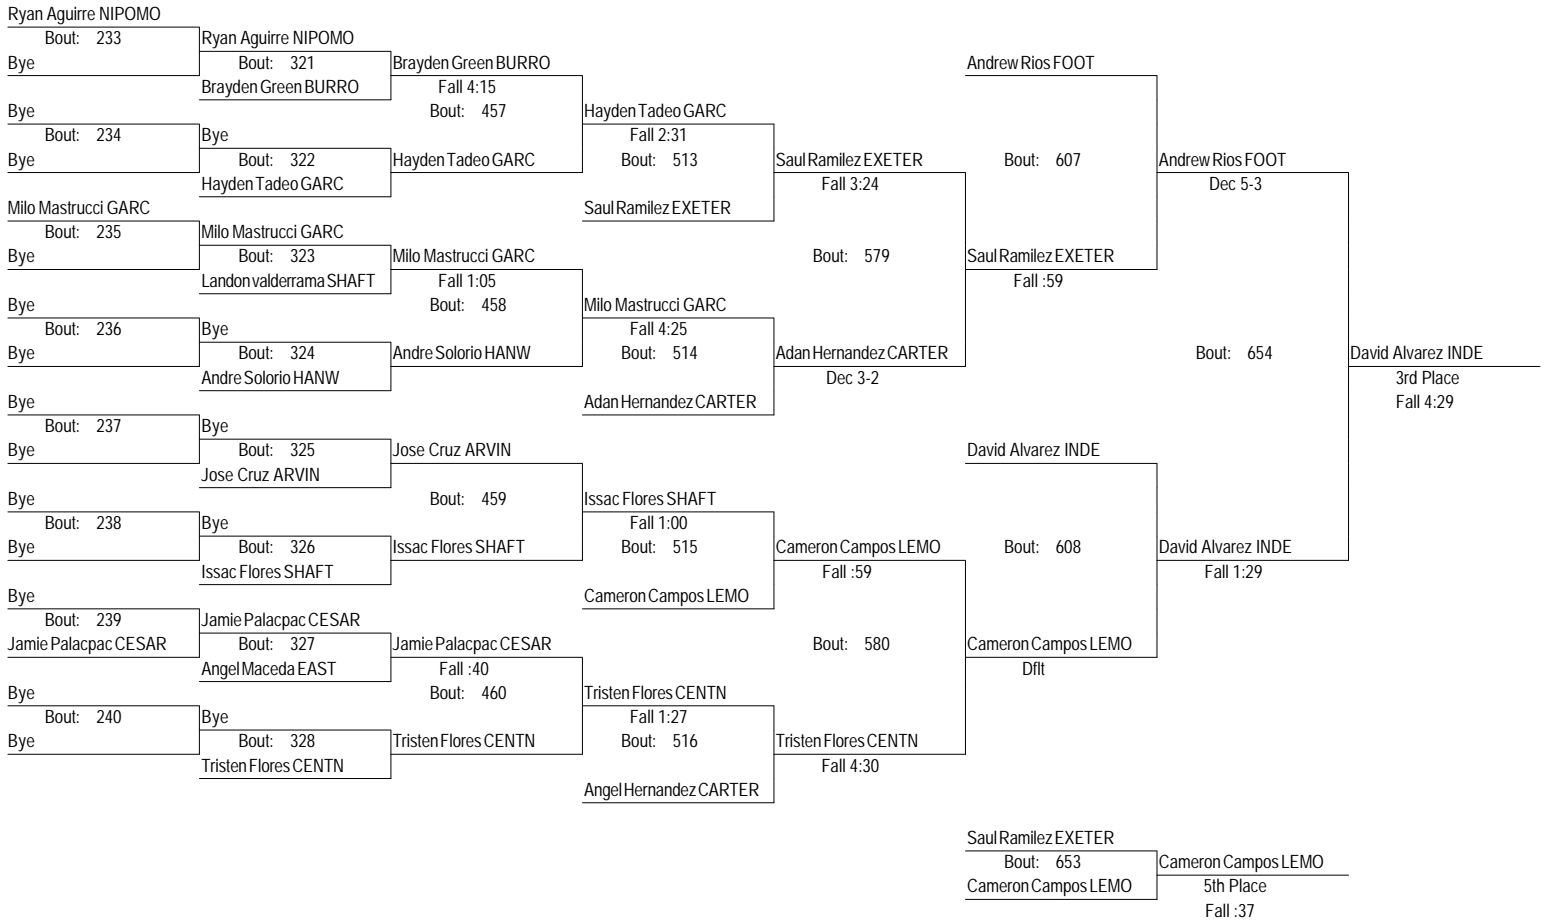 Ryan Aguirre NIPOMO
Bout: 233
Bye
Bye
Bout: 234
Bye
Milo Mastrucci GARC
Bout: 235
Bye
Bye
Bout: 236
Bye
Bye
Bout: 237
Bye
Bye
Bout: 238
Bye
Bye
Bout: 239
Jamie Palacpac CESAR
Bye
Bout: 240
Bye
Ryan Aguirre NIPOMO
Bout: 321
Brayden Green BURRO
Bye
Bout: 322
Hayden Tadeo GARC
Milo Mastrucci GARC
Bout: 323
Landon valderrama SHAFT
Bye
Bout: 324
Andre Solorio HANW
Bye
Bout: 325
Jose Cruz ARVIN
Bye
Bout: 326
Issac Flores SHAFT
Jamie Palacpac CESAR
Bout: 327
Angel Maceda EAST
Bye
Bout: 328
Tristen Flores CENTN
Brayden Green BURRO
Fall 4:15
Bout: 457
Hayden Tadeo GARC
Milo Mastrucci GARC
Fall 1:05
Bout: 458
Andre Solorio HANW
Jose Cruz ARVIN
Bout: 459
Issac Flores SHAFT
Jamie Palacpac CESAR
Fall :40
Bout: 460
Tristen Flores CENTN
Hayden Tadeo GARC
Fall 2:31
Bout: 513
Saul Ramilez EXETER
Milo Mastrucci GARC
Fall 4:25
Bout: 514
Adan Hernandez CARTER
Issac Flores SHAFT
Fall 1:00
Bout: 515
Cameron Campos LEMO
Tristen Flores CENTN
Fall 1:27
Bout: 516
Angel Hernandez CARTER
Saul Ramilez EXETER
Fall 3:24
Bout: 579
Adan Hernandez CARTER
Dec 3-2
Cameron Campos LEMO
Fall :59
Bout: 580
Tristen Flores CENTN
Fall 4:30
Andrew Rios FOOT
Bout: 607
Saul Ramilez EXETER
Fall :59
David Alvarez INDE
Bout: 608
Cameron Campos LEMO
Dflt
Andrew Rios FOOT
Dec 5-3
Bout: 654
David Alvarez INDE
Fall 1:29
David Alvarez INDE
3rd Place
Fall 4:29
Saul Ramilez EXETER
Bout: 653
Cameron Campos LEMO
Cameron Campos LEMO
5th Place
Fall :37